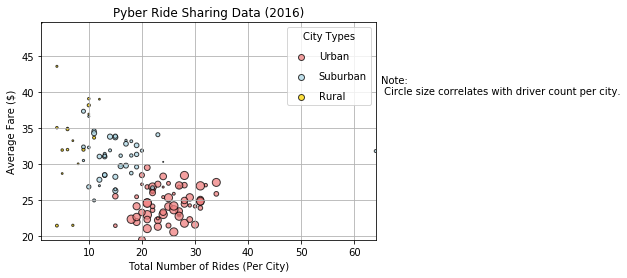 Pyber Ride Sharing Data (2016)
City Types
Urban
Suburban
Rural
Note:
Circle size correlates with driver count per city.
Average Fare ($)
45
40
35
30
25
20
10
20
30
40
50
60
Total Number of Rides (Per City)